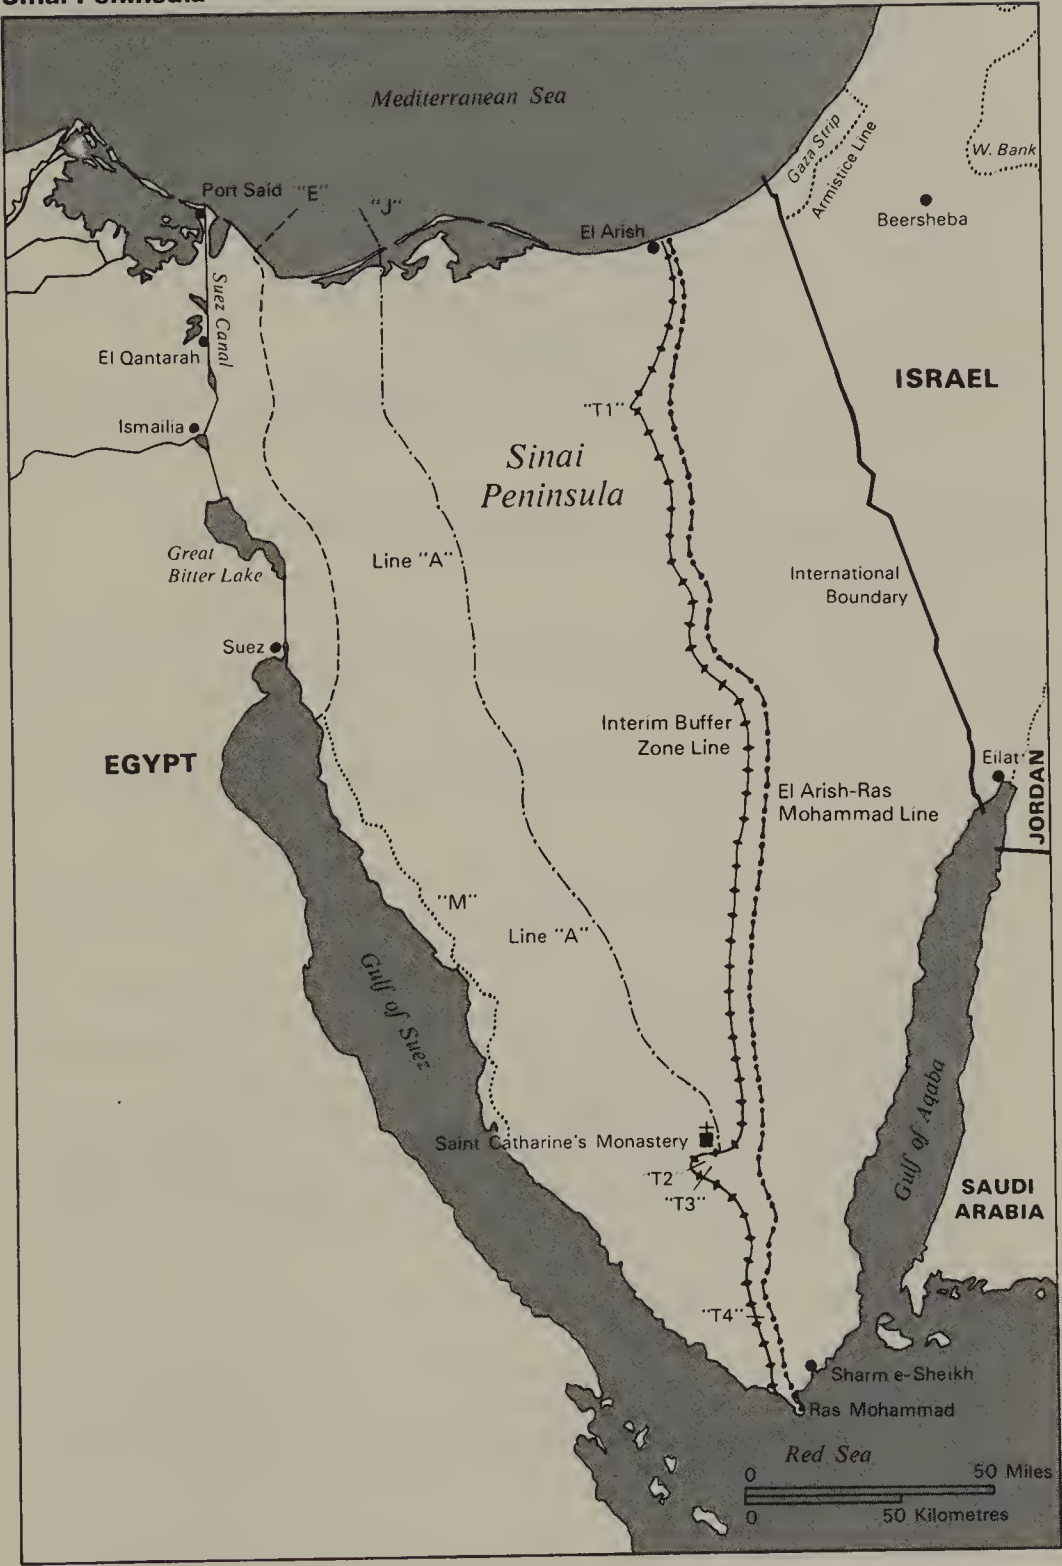 Sinai Peninsula
Mediterranean Sea
Gaza Strip
Armistice Line
W. Bank
Port Said
"E"
"J"
El Arish
Beersheba
Suez Canal
El Qantarah
ISRAEL
"T1"
Ismailia
Sinai
Peninsula
Great
Bitter Lake
Line "A"
International
Boundary
Suez
Interim Buffer
Zone Line
EGYPT
Eilat
JORDAN
El Arish-Ras
Mohammad Line
"M"
Line "A"
Gulf of Suez
Gulf of Aqaba
Saint Catharine's Monastery
"T2"
"T3"
SAUDI
ARABIA
"T4"
Sharm e-Sheikh
Ras Mohammad
Red Sea
0 50 Miles
0 50 Kilometres